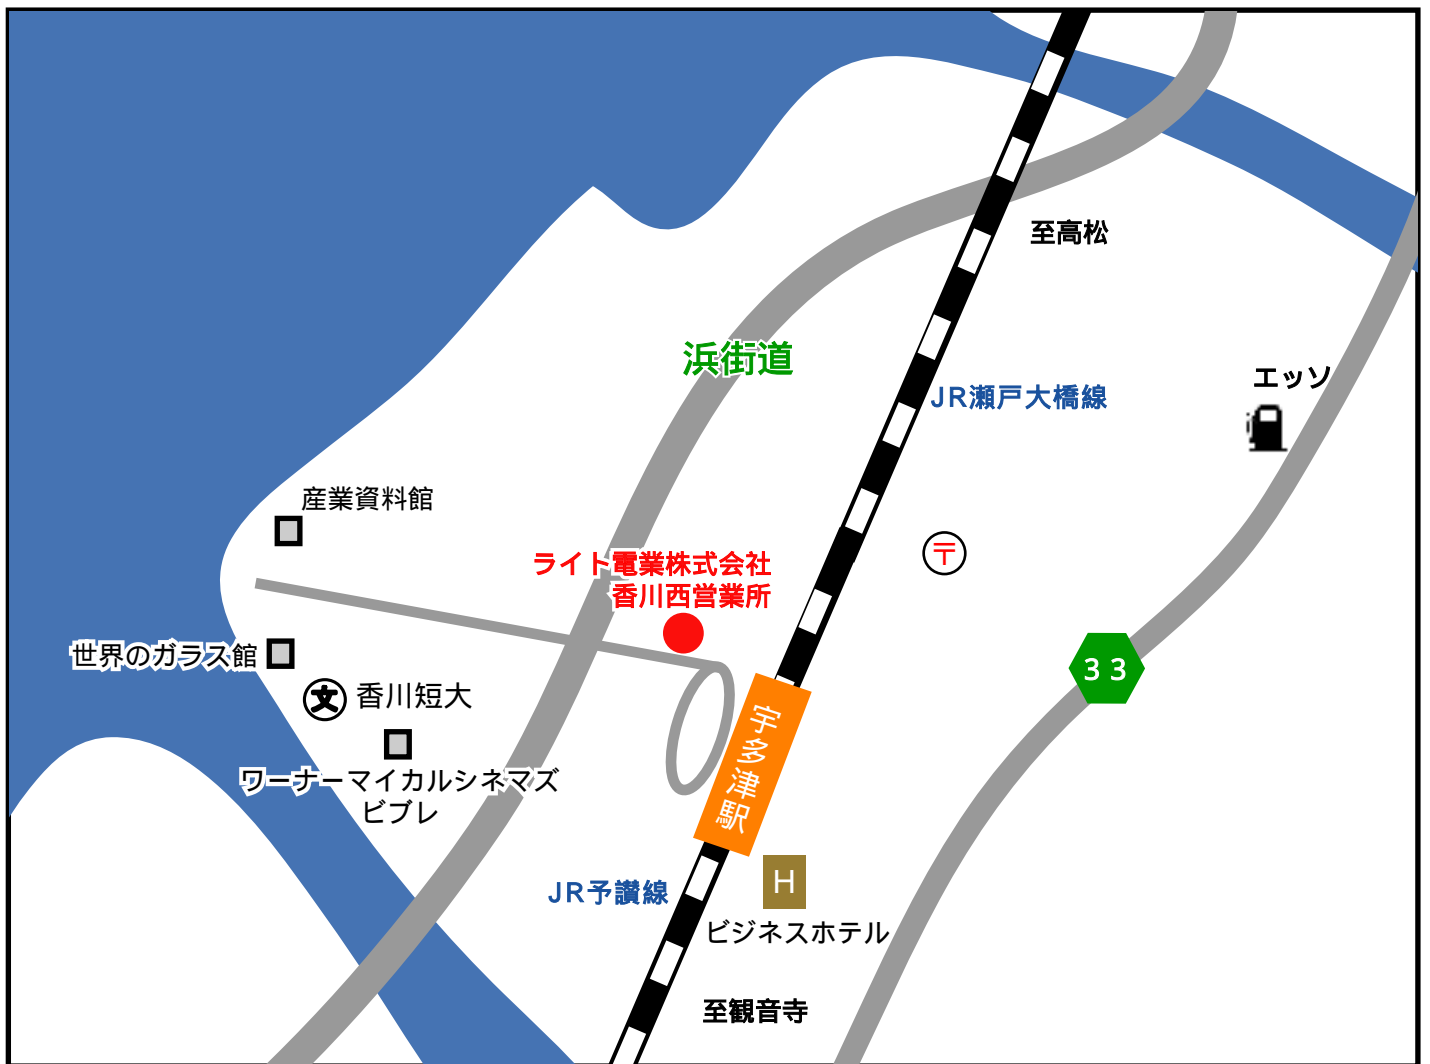 至高松
浜街道
エッソ
JR瀬戸大橋線
産業資料館
ライト電業株式会社
香川西営業所
〒
世界のガラス館
33
文
香川短大
宇多津駅
ワーナーマイカルシネマズ
ビブレ
JR予讃線
H
ビジネスホテル
至観音寺